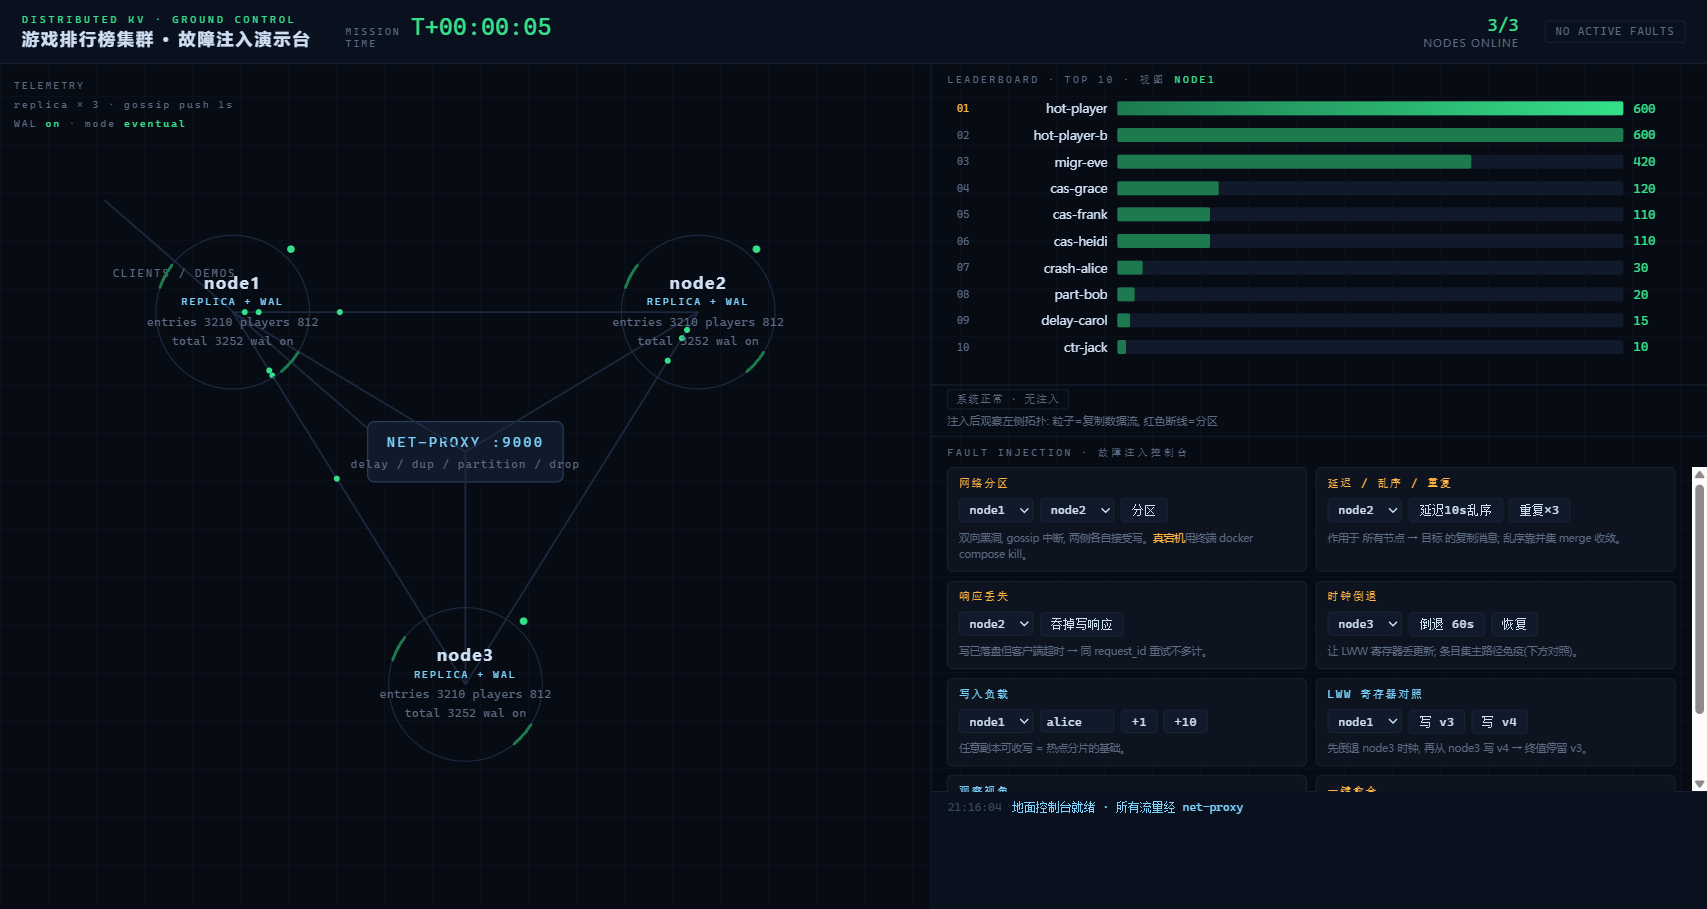 DISTRIBUTED KV · GROUND CONTROL
游戏排行榜集群 · 故障注入演示台
MISSION TIME
T+00:00:05
3/3
NODES ONLINE
NO ACTIVE FAULTS
TELEMETRY
replica × 3 · gossip push 1s
WAL on · mode eventual
CLIENTS / DEMOS
node1
REPLICA + WAL
entries 3210 players 812
total 3252 wal on
node2
REPLICA + WAL
entries 3210 players 812
total 3252 wal on
NET-PROXY :9000
delay / dup / partition / drop
node3
REPLICA + WAL
entries 3210 players 812
total 3252 wal on
LEADERBOARD · TOP 10 · 视图 NODE1
01 hot-player 600
02 hot-player-b 600
03 migr-eve 420
04 cas-grace 120
05 cas-frank 110
06 cas-heidi 110
07 crash-alice 30
08 part-bob 20
09 delay-carol 15
10 ctr-jack 10
系统正常 · 无注入
注入后观察左侧拓扑: 粒子=复制数据流, 红色断线=分区
FAULT INJECTION · 故障注入控制台
网络分区
node1 node2 分区
双向黑洞, gossip 中断, 两侧各自接受写。真宕机用终端 docker
compose kill。
延迟 / 乱序 / 重复
node2 延迟10s乱序 重复×3
作用于 所有节点 → 目标 的复制消息; 乱序靠并集 merge 收敛。
响应丢失
node2 吞掉写响应
写已落盘但客户端超时 → 同 request_id 重试不多计。
时钟倒退
node3 倒退 60s 恢复
让 LWW 寄存器丢更新; 条目集主路径免疫(下方对照)。
写入负载
node1 alice +1 +10
任意副本可收写 = 热点分片的基础。
LWW 寄存器对照
node1 写 v3 写 v4
先倒退 node3 时钟, 再从 node3 写 v4 → 终值停留 v3。
观察视角
一键愈合
21:16:04 地面控制台就绪 · 所有流量经 net-proxy